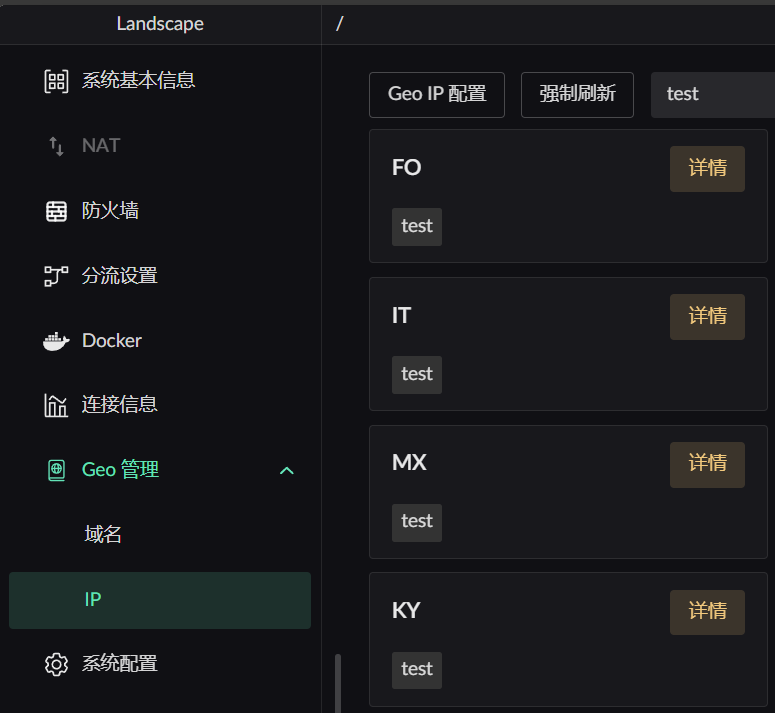 Landscape
/
系统基本信息
NAT
防火墙
分流设置
Docker
连接信息
Geo 管理
域名
IP
系统配置
Geo IP 配置 强制刷新 test
FO 详情
test
IT 详情
test
MX 详情
test
KY 详情
test